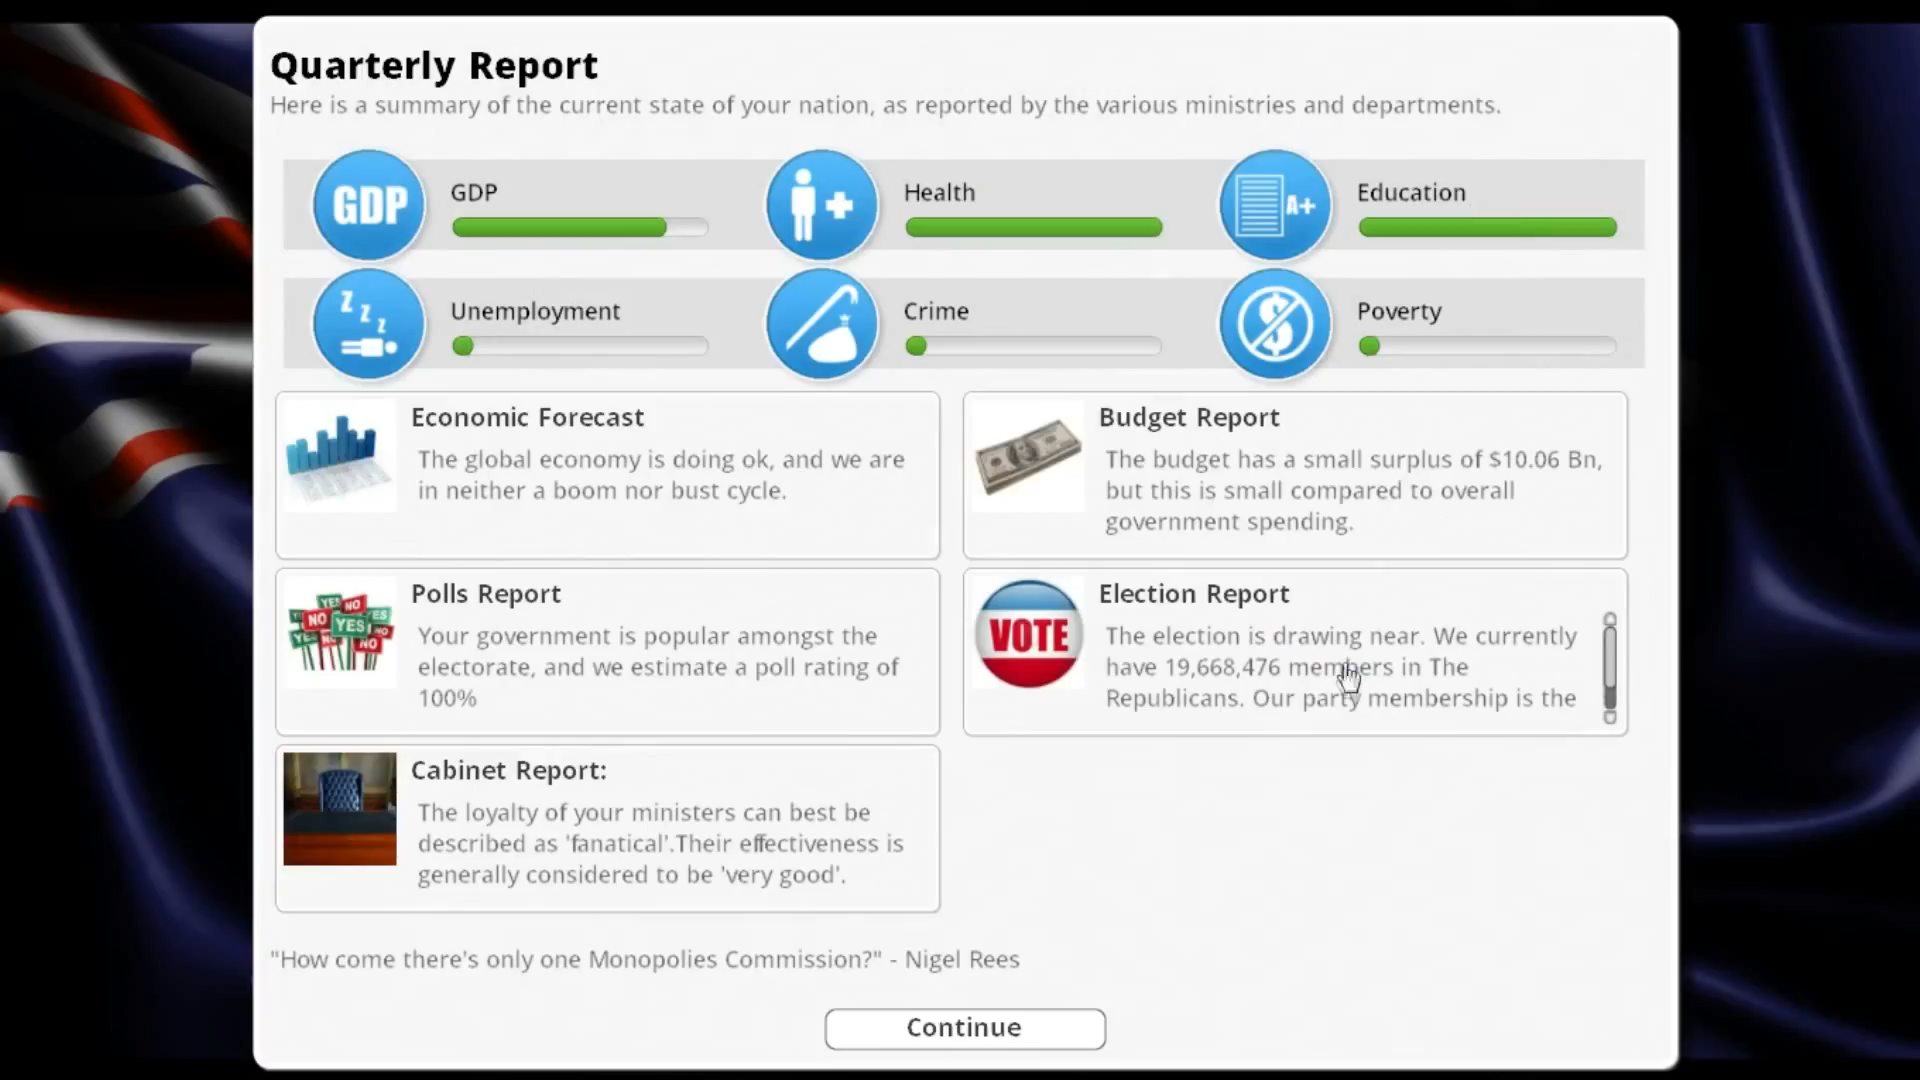 Quarterly Report
Here is a summary of the current state of your nation, as reported by the various ministries and departments.
GDP
GDP
Health
A+
Education
Z
Z
Z
Unemployment
Crime
$
Poverty
Economic Forecast
The global economy is doing ok, and we are
in neither a boom nor bust cycle.
Budget Report
The budget has a small surplus of $10.06 Bn,
but this is small compared to overall
government spending.
YES
NO
NO
YES
YES
NO
Polls Report
Your government is popular amongst the
electorate, and we estimate a poll rating of
100%
VOTE
Election Report
The election is drawing near. We currently
have 19,668,476 members in The
Republicans. Our party membership is the
Cabinet Report:
The loyalty of your ministers can best be
described as 'fanatical'.Their effectiveness is
generally considered to be 'very good'.
"How come there's only one Monopolies Commission?" - Nigel Rees
Continue